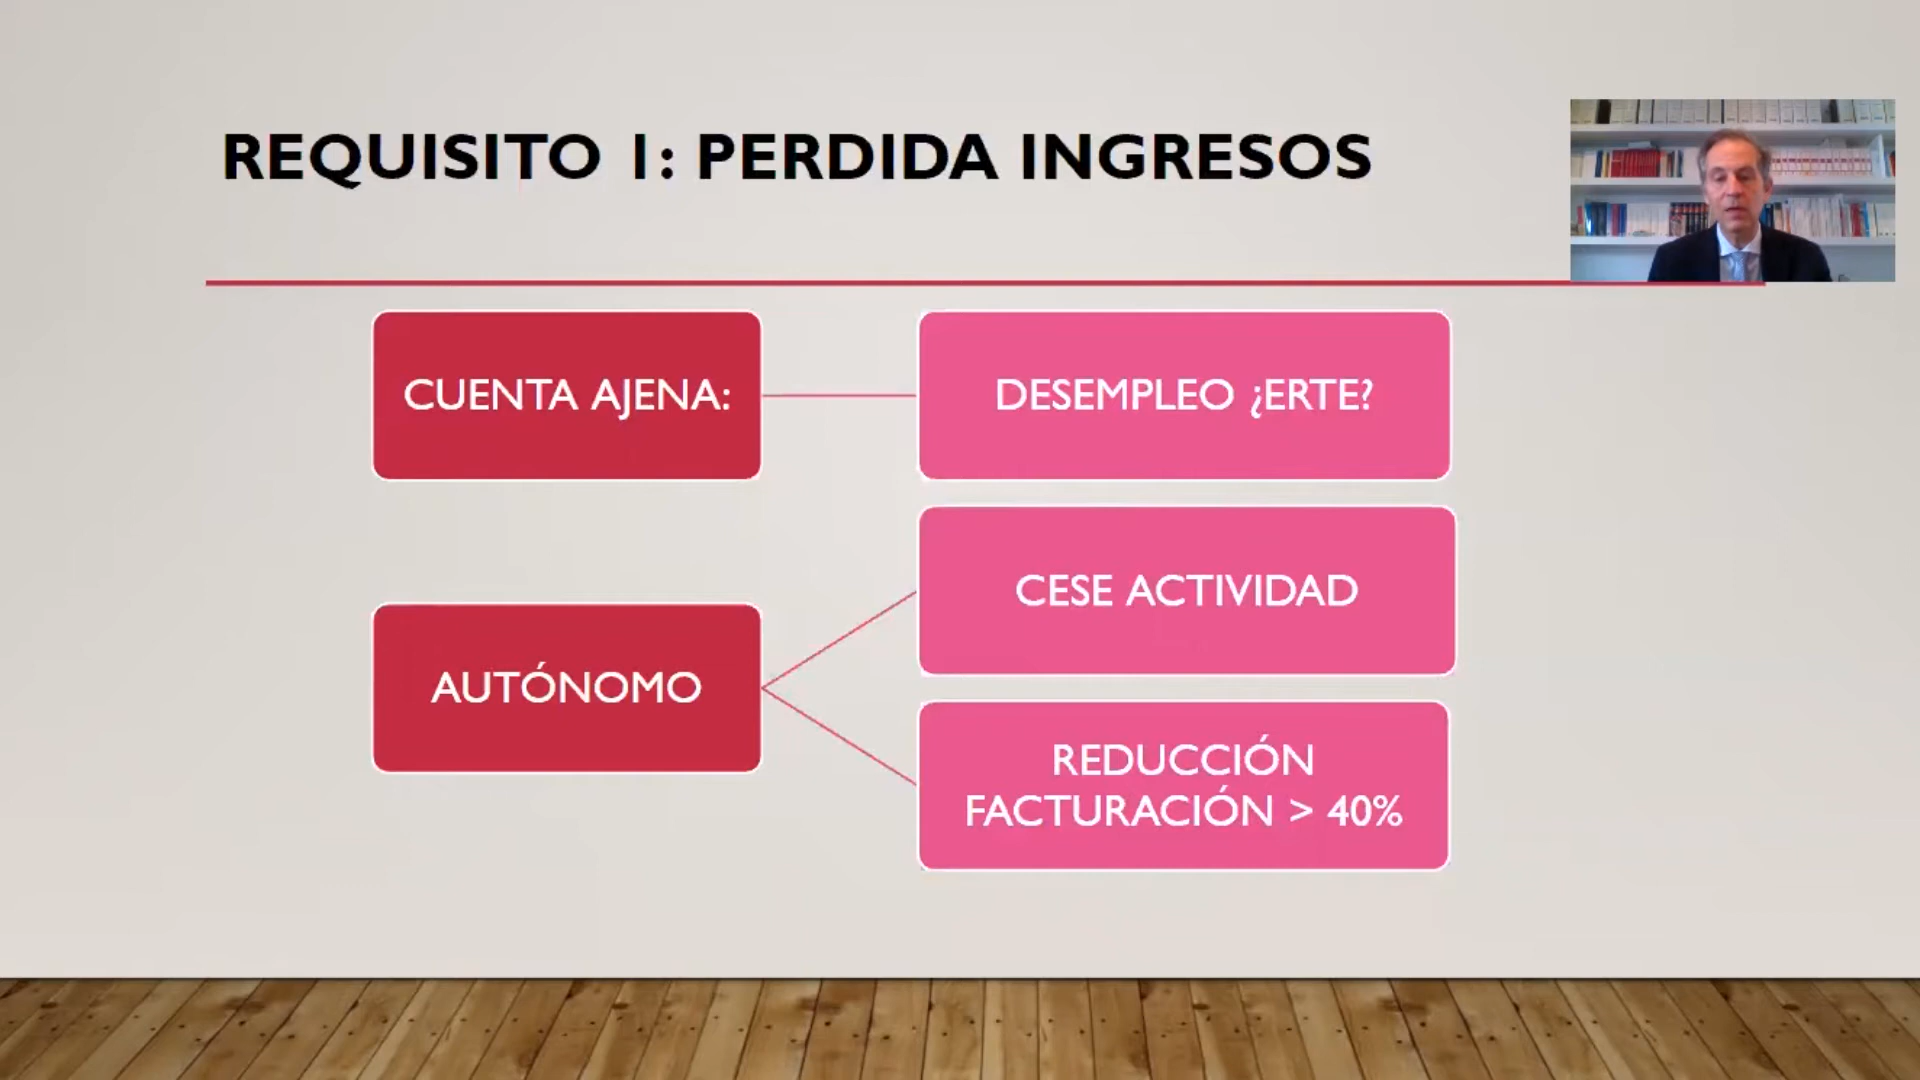 REQUISITO 1: PERDIDA INGRESOS
CUENTA AJENA:
DESEMPLEO ¿ERTE?
AUTÓNOMO
CESE ACTIVIDAD
REDUCCIÓN
FACTURACIÓN > 40%